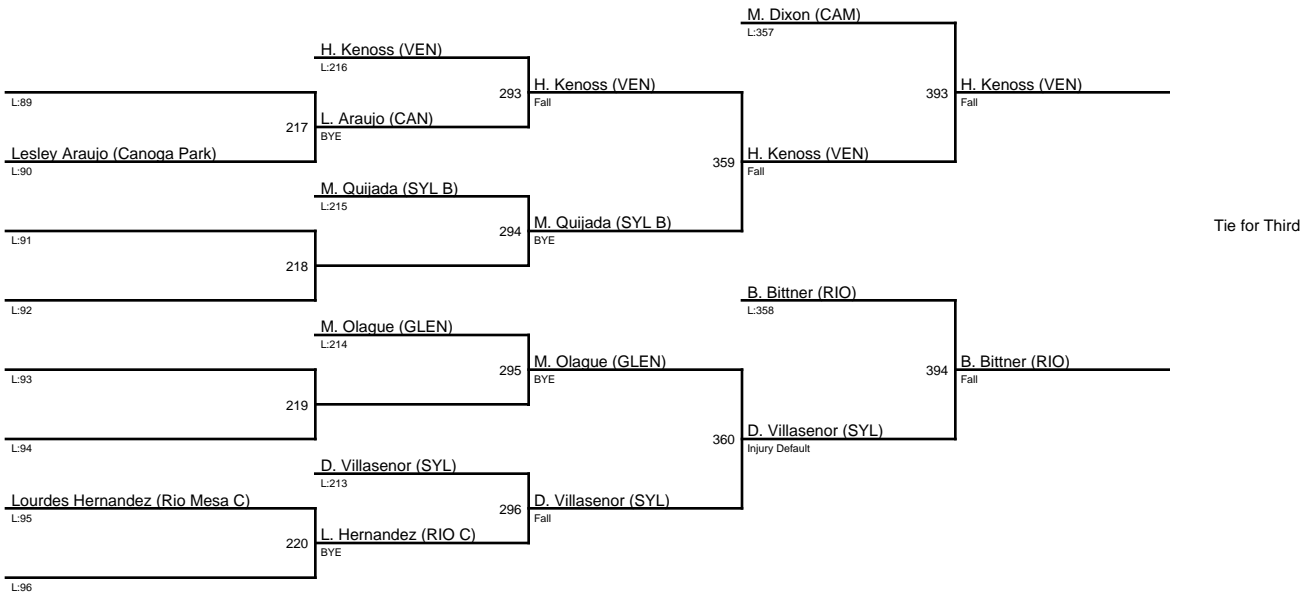 M. Dixon (CAM)
L:357
H. Kenoss (VEN)
L:216
H. Kenoss (VEN)
Fall
293
H. Kenoss (VEN)
Fall
393
L:89
L. Araujo (CAN)
BYE
217
Lesley Araujo (Canoga Park)
L:90
H. Kenoss (VEN)
Fall
359
M. Quijada (SYL B)
L:215
M. Quijada (SYL B)
BYE
294
Tie for Third
L:91
218
L:92
B. Bittner (RIO)
L:358
M. Olague (GLEN)
L:214
M. Olague (GLEN)
BYE
295
B. Bittner (RIO)
Fall
394
L:93
219
L:94
D. Villasenor (SYL)
Injury Default
360
D. Villasenor (SYL)
L:213
Lourdes Hernandez (Rio Mesa C)
L:95
D. Villasenor (SYL)
Fall
296
L. Hernandez (RIO C)
BYE
220
L:96